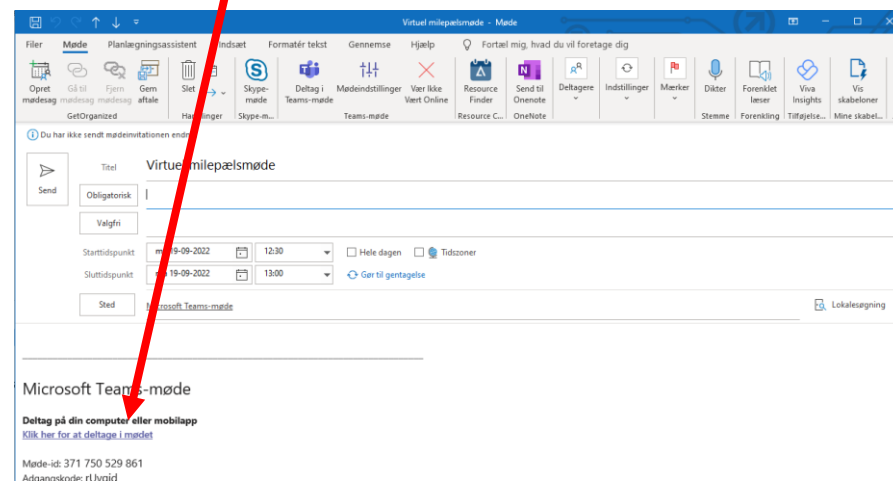 Virtuel milepælsmøde - Møde
Filer Møde Planlægningsassistent Indsæt Formatér tekst Gennemse Hjælp Fortæl mig, hvad du vil foretage dig
Opret mødesag
Gå til mødesag
Fjern mødesag
Gem aftale
Slet
Skype-møde
Deltag i Teams-møde
Mødeindstillinger
Vær Ikke Vært Online
Resource Finder
Send til Onenote
Deltagere
Indstillinger
Mærker
Dikter
Forenklet læser
Viva Insights
Vis skabeloner
GetOrganized Skype-m... Teams-møde Resource C... OneNote Stemme Forenkling Tilføjelse... Mine skabel...
Du har ikke sendt mødeinvitationen endnu
Send
Titel Virtuel milepælsmøde
Obligatorisk
Valgfri
Starttidspunkt 19-09-2022 12:30 Hele dagen Tidszoner
Sluttidspunkt 19-09-2022 13:00 Gør til gentagelse
Sted Microsoft Teams-møde Lokalesøgning
Microsoft Teams-møde
Deltag på din computer eller mobilapp
Klik her for at deltage i mødet
Møde-id: 371 750 529 861
Adgangskode: rUvgid